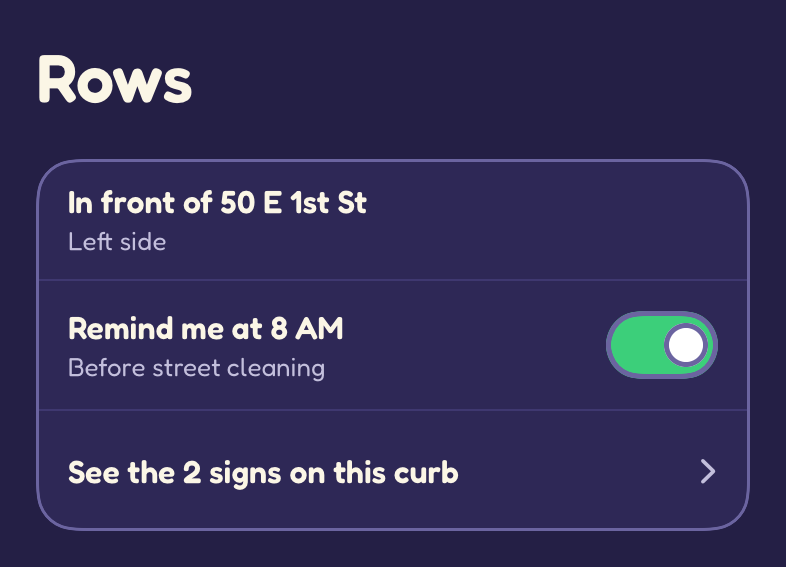 Rows
In front of 50 E 1st St
Left side
Remind me at 8 AM
Before street cleaning
See the 2 signs on this curb